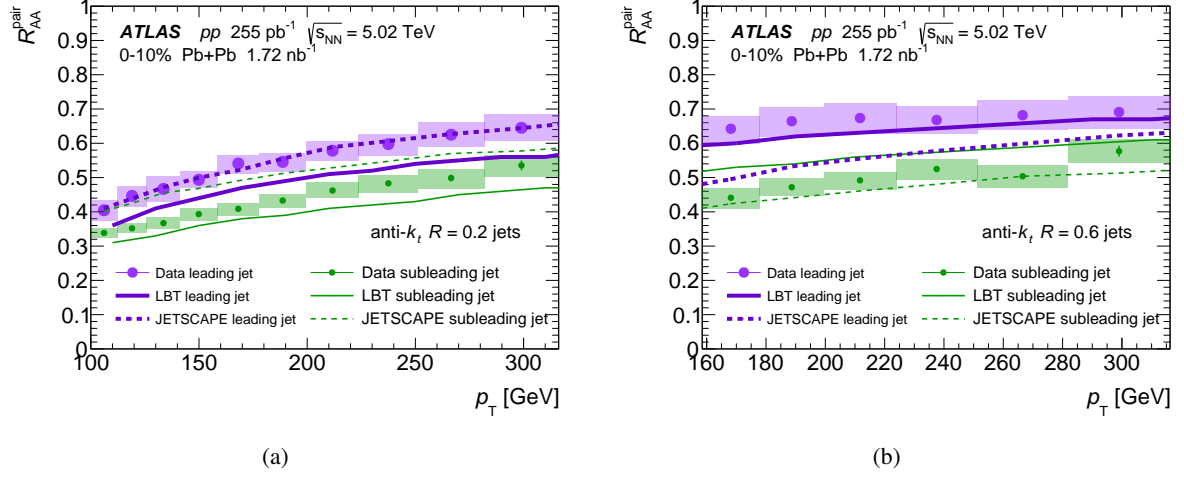 R_AA^pair
1
0.9
0.8
0.7
0.6
0.5
0.4
0.3
0.2
0.1
0
ATLAS pp 255 pb⁻¹ √s_NN = 5.02 TeV
0-10% Pb+Pb 1.72 nb⁻¹
anti-k_t R = 0.2 jets
Data leading jet
LBT leading jet
JETSCAPE leading jet
Data subleading jet
LBT subleading jet
JETSCAPE subleading jet
100 150 200 250 300
p_T [GeV]
(a)
R_AA^pair
1
0.9
0.8
0.7
0.6
0.5
0.4
0.3
0.2
0.1
0
ATLAS pp 255 pb⁻¹ √s_NN = 5.02 TeV
0-10% Pb+Pb 1.72 nb⁻¹
anti-k_t R = 0.6 jets
Data leading jet
LBT leading jet
JETSCAPE leading jet
Data subleading jet
LBT subleading jet
JETSCAPE subleading jet
160 180 200 220 240 260 280 300
p_T [GeV]
(b)